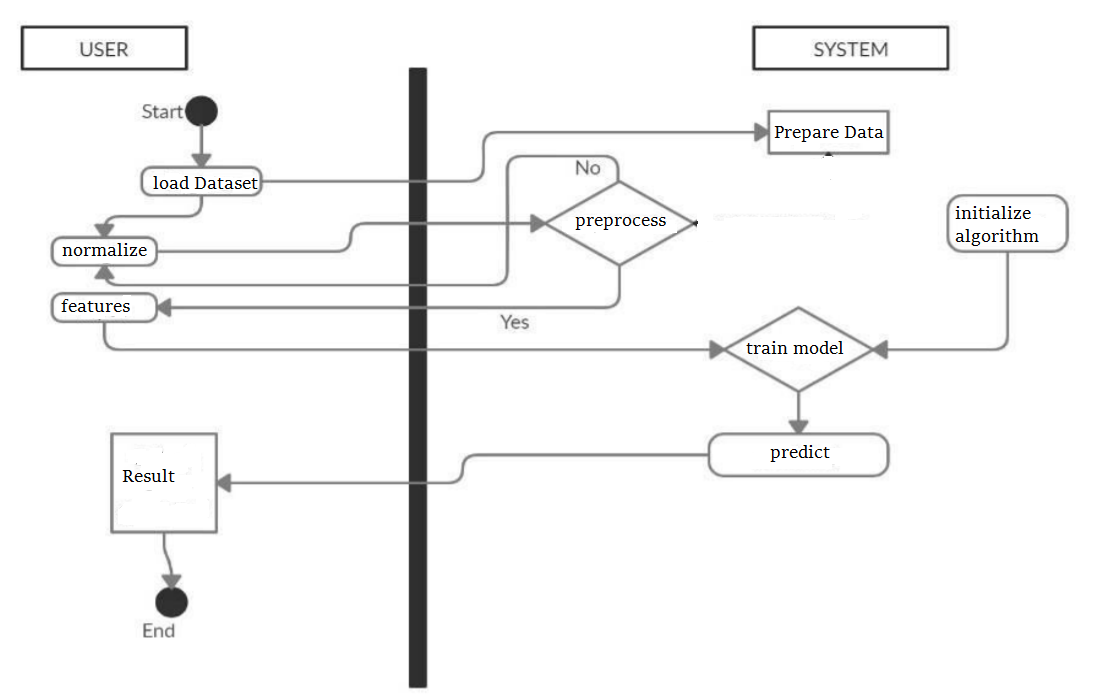 USER
SYSTEM
Start
Prepare Data
No
load Dataset
preprocess
initialize
algorithm
normalize
features
Yes
train model
predict
Result
End